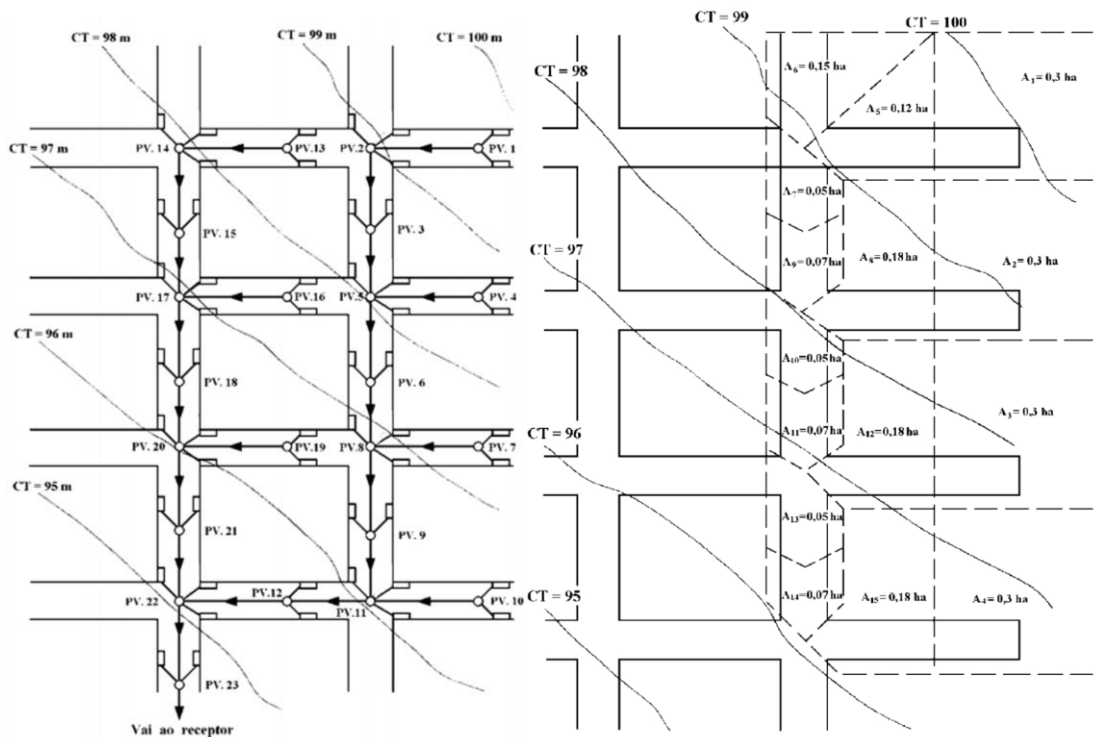 CT = 98 m
CT = 99 m
CT = 100 m
PV. 14
PV.13
PV.2
PV. 1
CT = 97 m
PV. 15
PV. 3
PV. 17
PV.16
PV.5
PV. 4
CT = 96 m
PV. 18
PV. 6
PV. 20
PV.19
PV.8
PV. 7
CT = 95 m
PV. 21
PV. 9
PV. 22
PV.12
PV.11
PV. 10
PV. 23
Vai ao receptor
CT = 99
CT = 100
A6= 0,15 ha
CT = 98
A1= 0,3 ha
A5= 0,12 ha
A7=0,05 ha
CT = 97
A9=0,07 ha
A8=0,18ha
A2= 0,3 ha
A10=0,05 ha
A3= 0,3 ha
CT = 96
A11=0,07 ha
A12=0,18 ha
A13=0,05 ha
CT = 95
A14=0,07 ha
A15=0,18 ha
A4= 0,3 ha